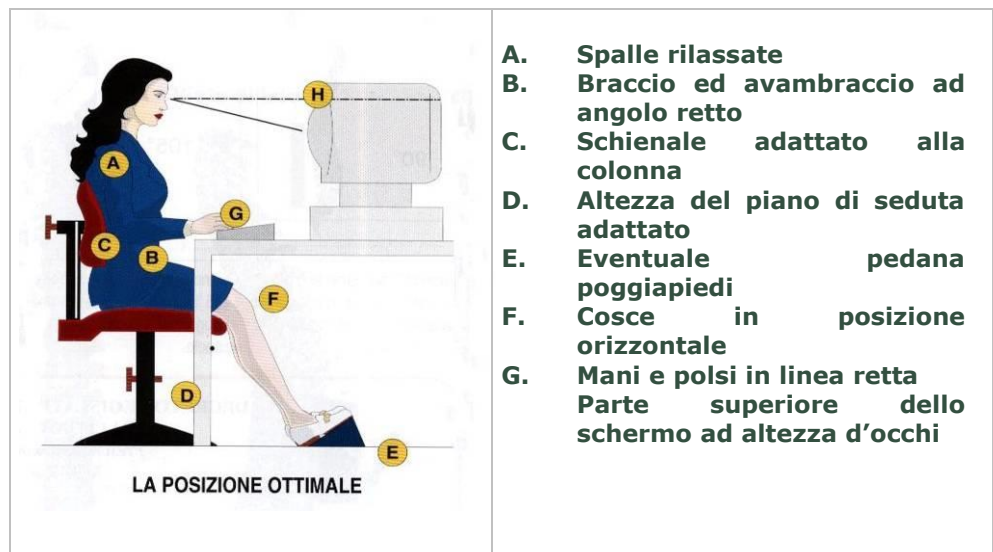 H
A
G
C
B
F
D
E
LA POSIZIONE OTTIMALE
A. Spalle rilassate
B. Braccio ed avambraccio ad
angolo retto
C. Schienale adattato alla
colonna
D. Altezza del piano di seduta
adattato
E. Eventuale pedana
poggiapiedi
F. Cosce in posizione
orizzontale
G. Mani e polsi in linea retta
Parte superiore dello
schermo ad altezza d’occhi